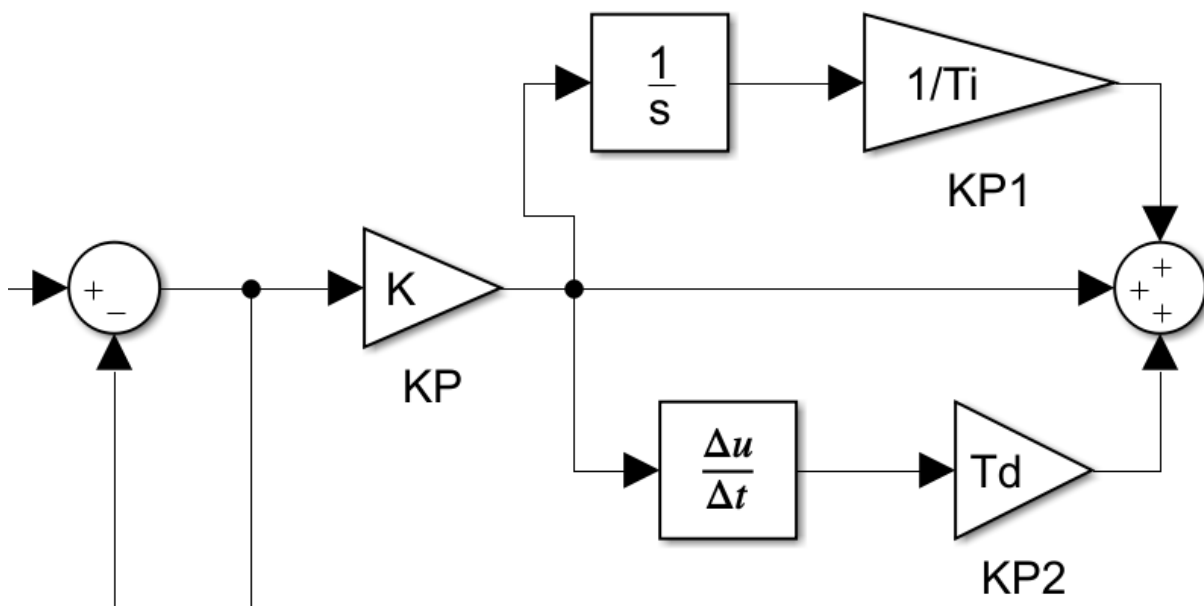 1
s
1/Ti
KP1
+
−
K
KP
+
+
+
Δu
Δt
Td
KP2